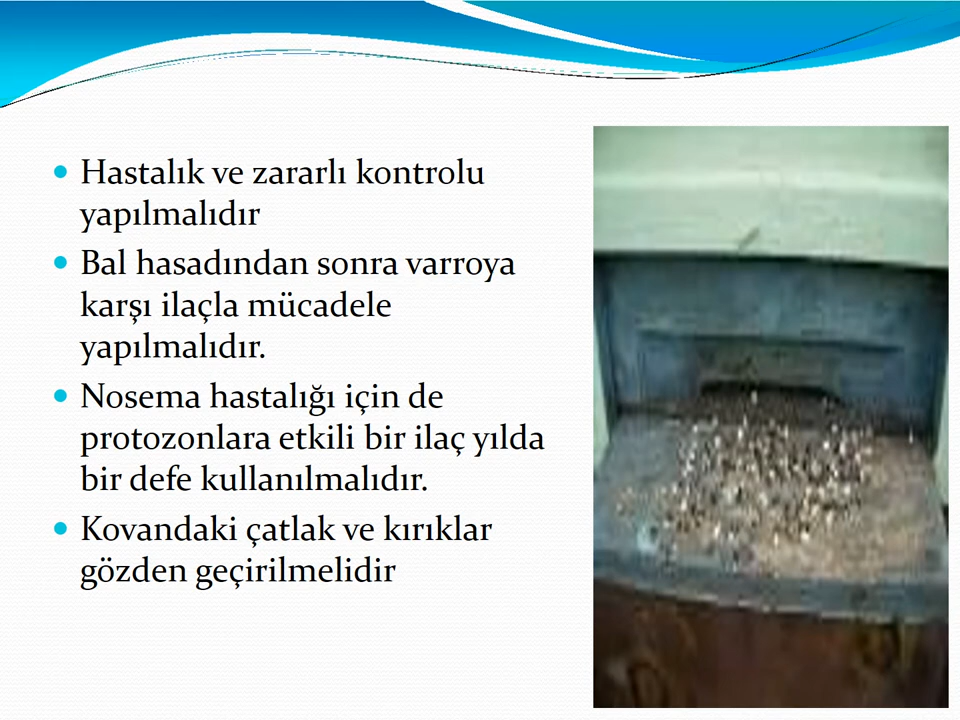 Hastalık ve zararlı kontrolu
yapılmalıdır
Bal hasadından sonra varroya
karşı ilaçla mücadele
yapılmalıdır.
Nosema hastalığı için de
protozonlara etkili bir ilaç yılda
bir defe kullanılmalıdır.
Kovandaki çatlak ve kırıklar
gözden geçirilmelidir